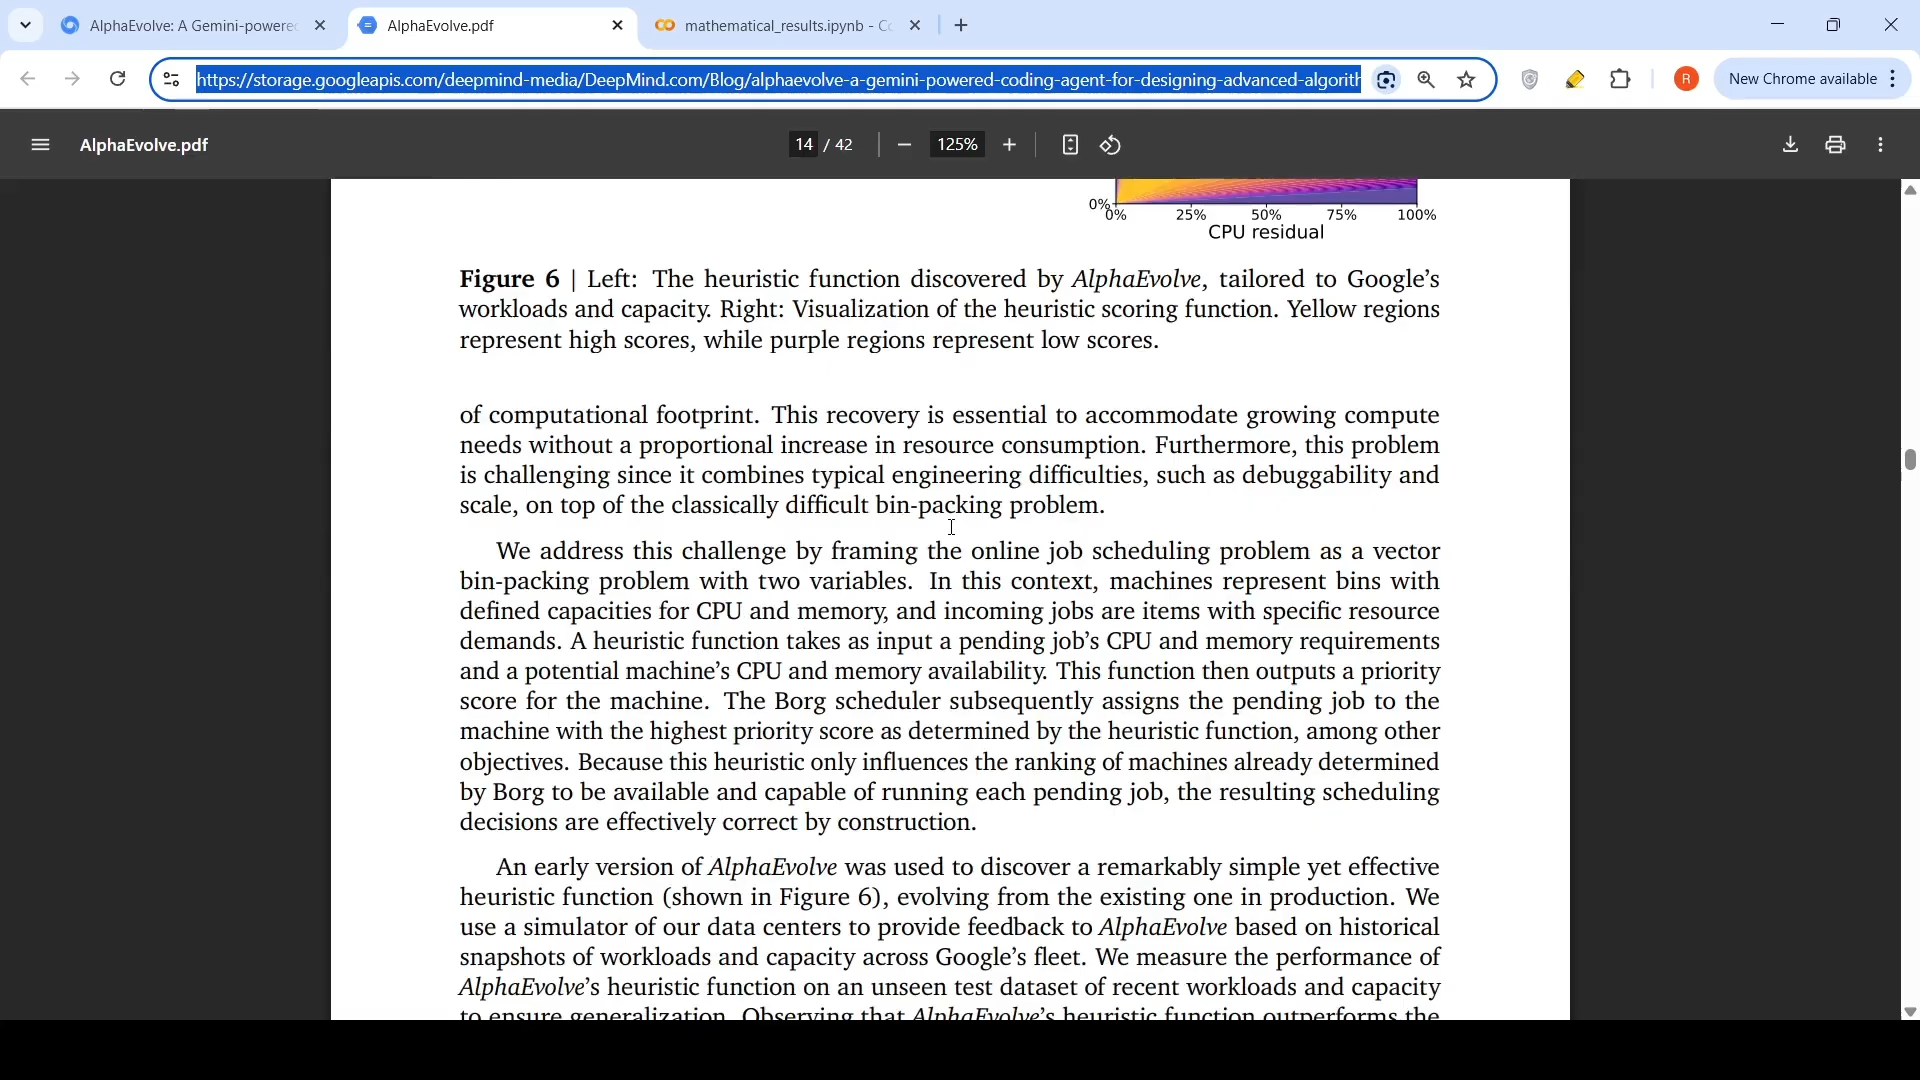 AlphaEvolve: A Gemini-powered
AlphaEvolve.pdf
mathematical_results.ipynb - Co
https://storage.googleapis.com/deepmind-media/DeepMind.com/Blog/alphaevolve-a-gemini-powered-coding-agent-for-designing-advanced-algorith
R
New Chrome available
AlphaEvolve.pdf
14 / 42
125%
0%
0% 25% 50% 75% 100%
CPU residual
Figure 6 | Left: The heuristic function discovered by AlphaEvolve, tailored to Google’s
workloads and capacity. Right: Visualization of the heuristic scoring function. Yellow regions
represent high scores, while purple regions represent low scores.
of computational footprint. This recovery is essential to accommodate growing compute
needs without a proportional increase in resource consumption. Furthermore, this problem
is challenging since it combines typical engineering difficulties, such as debuggability and
scale, on top of the classically difficult bin-packing problem.
We address this challenge by framing the online job scheduling problem as a vector
bin-packing problem with two variables. In this context, machines represent bins with
defined capacities for CPU and memory, and incoming jobs are items with specific resource
demands. A heuristic function takes as input a pending job’s CPU and memory requirements
and a potential machine’s CPU and memory availability. This function then outputs a priority
score for the machine. The Borg scheduler subsequently assigns the pending job to the
machine with the highest priority score as determined by the heuristic function, among other
objectives. Because this heuristic only influences the ranking of machines already determined
by Borg to be available and capable of running each pending job, the resulting scheduling
decisions are effectively correct by construction.
An early version of AlphaEvolve was used to discover a remarkably simple yet effective
heuristic function (shown in Figure 6), evolving from the existing one in production. We
use a simulator of our data centers to provide feedback to AlphaEvolve based on historical
snapshots of workloads and capacity across Google’s fleet. We measure the performance of
AlphaEvolve’s heuristic function on an unseen test dataset of recent workloads and capacity
to ensure generalization. Observing that AlphaEvolve’s heuristic function outperforms the